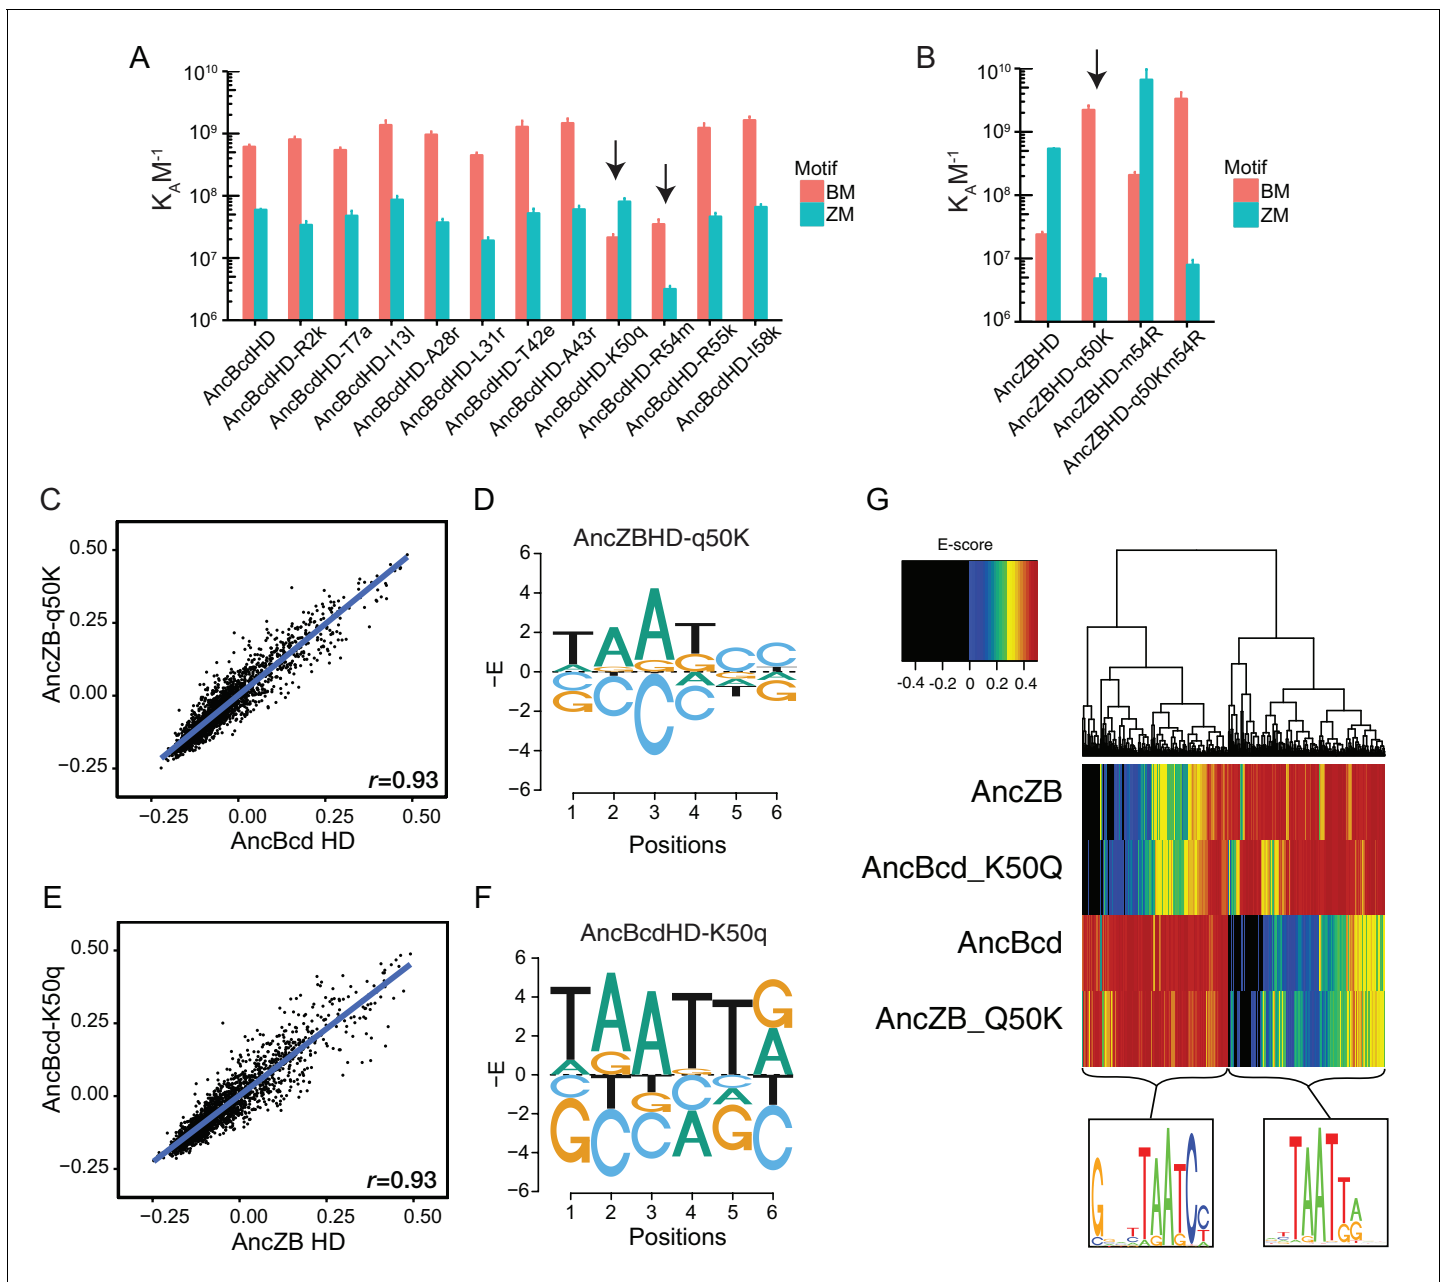 A
10^10
10^9
10^8
10^7
10^6
K_A M^-1
Motif
BM
ZM
AncBcdHD
AncBcdHD-R2k
AncBcdHD-T7a
AncBcdHD-I13l
AncBcdHD-A28r
AncBcdHD-L31r
AncBcdHD-T42e
AncBcdHD-A43r
AncBcdHD-K50q
AncBcdHD-R54m
AncBcdHD-R55k
AncBcdHD-I58k
B
10^10
10^9
10^8
10^7
10^6
K_A M^-1
Motif
BM
ZM
AncZBHD
AncZBHD-q50K
AncZBHD-m54R
AncZBHD-q50Km54R
C
AncZB-q50K
0.50
0.25
0.00
−0.25
r=0.93
−0.25 0.00 0.25 0.50
AncBcd HD
D
AncZBHD-q50K
−E
6
4
2
0
−2
−4
−6
1 2 3 4 5 6
Positions
E
AncBcd-K50q
0.50
0.25
0.00
−0.25
r=0.93
−0.25 0.00 0.25 0.50
AncZB HD
F
AncBcdHD-K50q
−E
6
4
2
0
−2
−4
−6
1 2 3 4 5 6
Positions
G
E-score
-0.4 -0.2 0 0.2 0.4
AncZB
AncBcd_K50Q
AncBcd
AncZB_Q50K